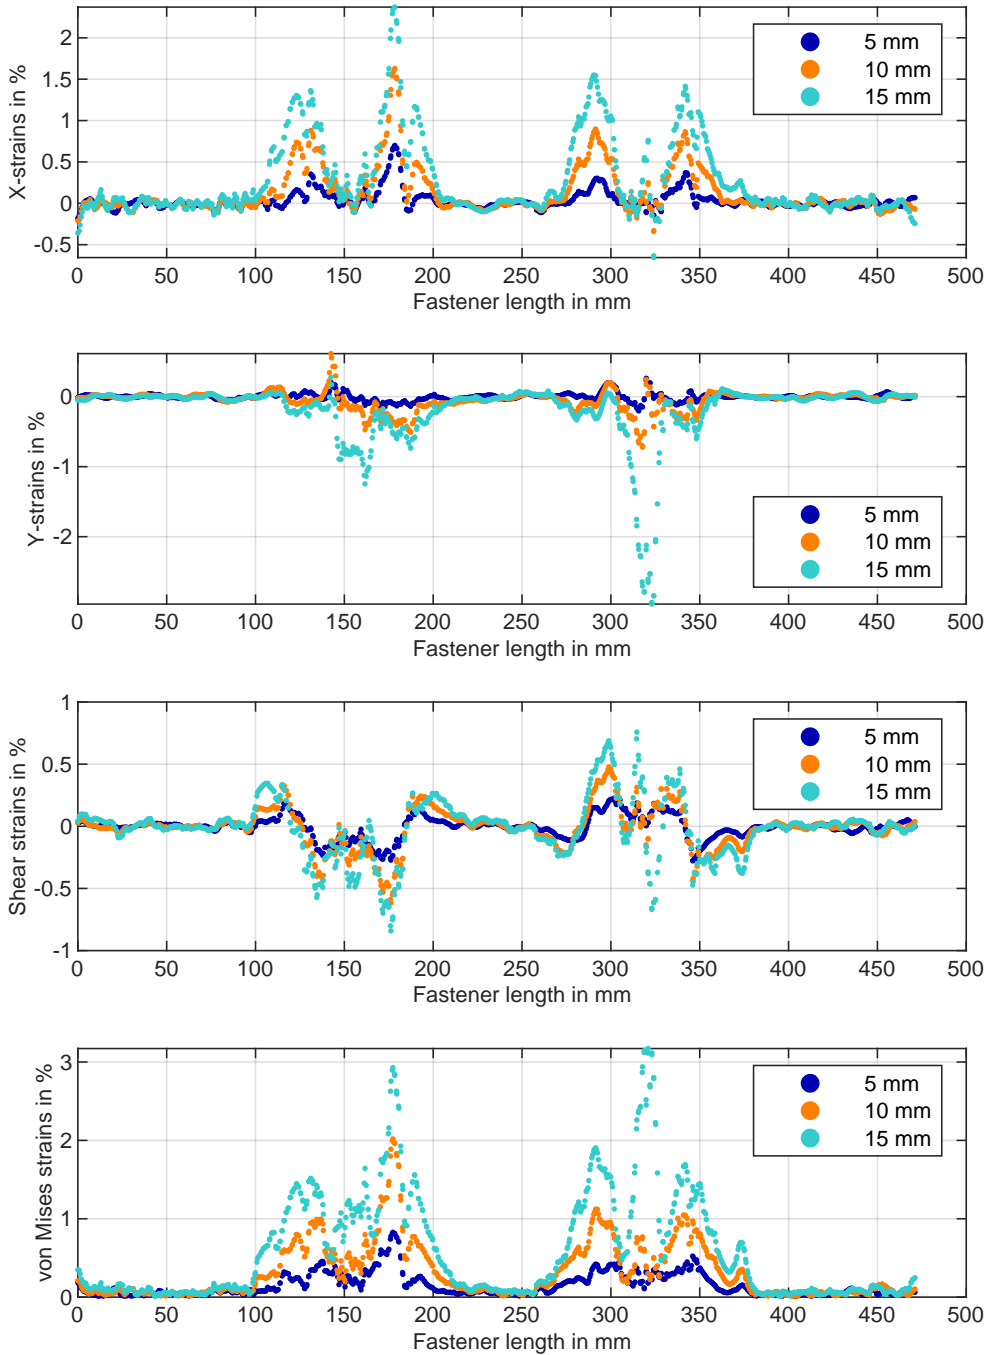 X-strains in %
2
1.5
1
0.5
0
-0.5
5 mm
10 mm
15 mm
0 50 100 150 200 250 300 350 400 450 500
Fastener length in mm
Y-strains in %
0
-1
-2
5 mm
10 mm
15 mm
0 50 100 150 200 250 300 350 400 450 500
Fastener length in mm
Shear strains in %
1
0.5
0
-0.5
-1
5 mm
10 mm
15 mm
0 50 100 150 200 250 300 350 400 450 500
Fastener length in mm
von Mises strains in %
3
2
1
0
5 mm
10 mm
15 mm
0 50 100 150 200 250 300 350 400 450 500
Fastener length in mm